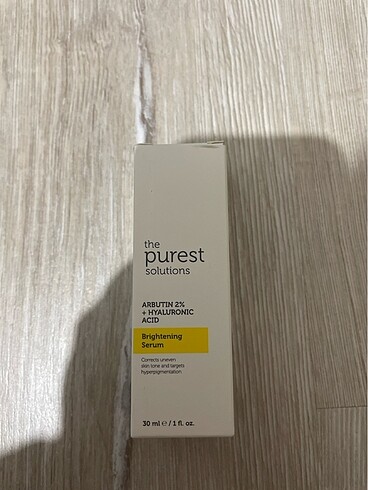 the
purest
solutions
ARBUTIN 2%
+ HYALURONIC
ACID
Brightening
Serum
Corrects uneven
skin tone and targets
hyperpigmentation
30 ml ℮ / 1 fl. oz.